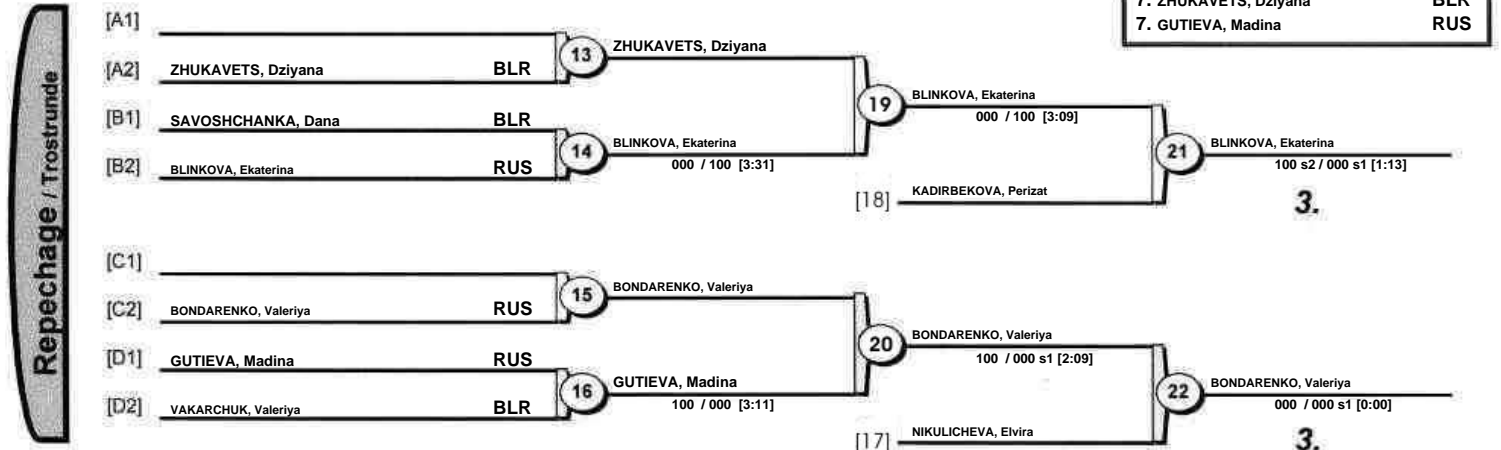 7. ZHUKAVETS, Dziyana BLR
7. GUTIEVA, Madina RUS
Repechage / Trostrunde
[A1]
[A2] ZHUKAVETS, Dziyana BLR
13 ZHUKAVETS, Dziyana
[B1] SAVOSHCHANKA, Dana BLR
[B2] BLINKOVA, Ekaterina RUS
14 BLINKOVA, Ekaterina
000 / 100 [3:31]
19 BLINKOVA, Ekaterina
000 / 100 [3:09]
[18] KADIRBEKOVA, Perizat
21 BLINKOVA, Ekaterina
100 s2 / 000 s1 [1:13]
3.
[C1]
[C2] BONDARENKO, Valeriya RUS
15 BONDARENKO, Valeriya
[D1] GUTIEVA, Madina RUS
[D2] VAKARCHUK, Valeriya BLR
16 GUTIEVA, Madina
100 / 000 [3:11]
20 BONDARENKO, Valeriya
100 / 000 s1 [2:09]
[17] NIKULICHEVA, Elvira
22 BONDARENKO, Valeriya
000 / 000 s1 [0:00]
3.